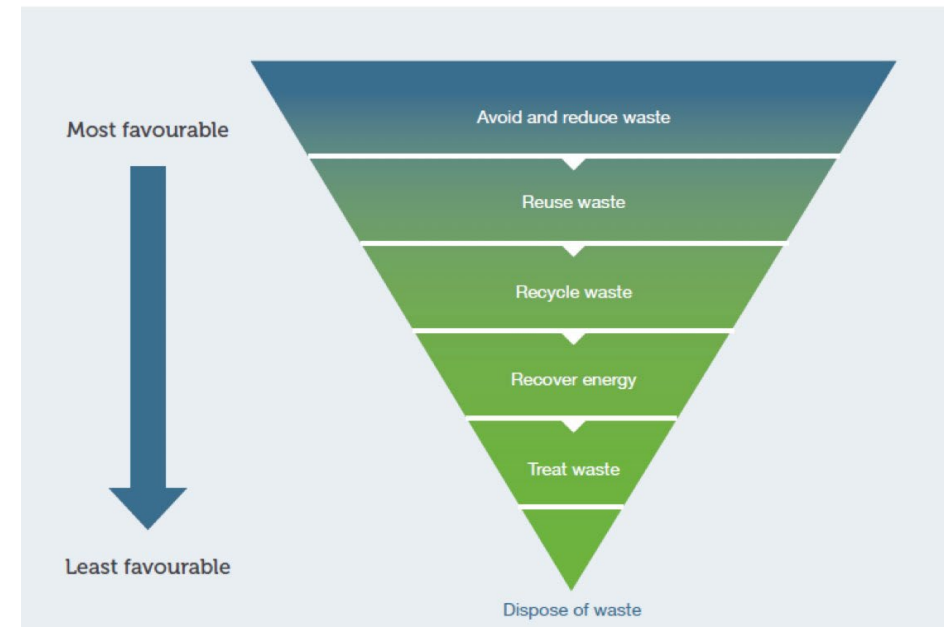 Most favourable
Avoid and reduce waste
Reuse waste
Recycle waste
Recover energy
Treat waste
Least favourable
Dispose of waste